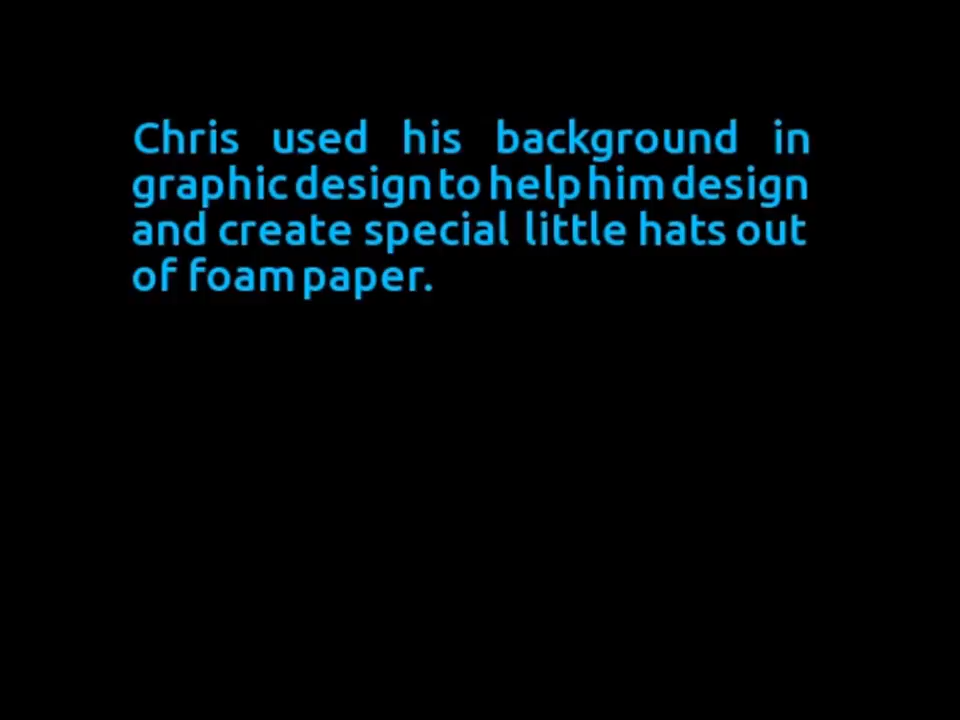 Chris used his background in
graphic design to help him design
and create special little hats out
of foam paper.